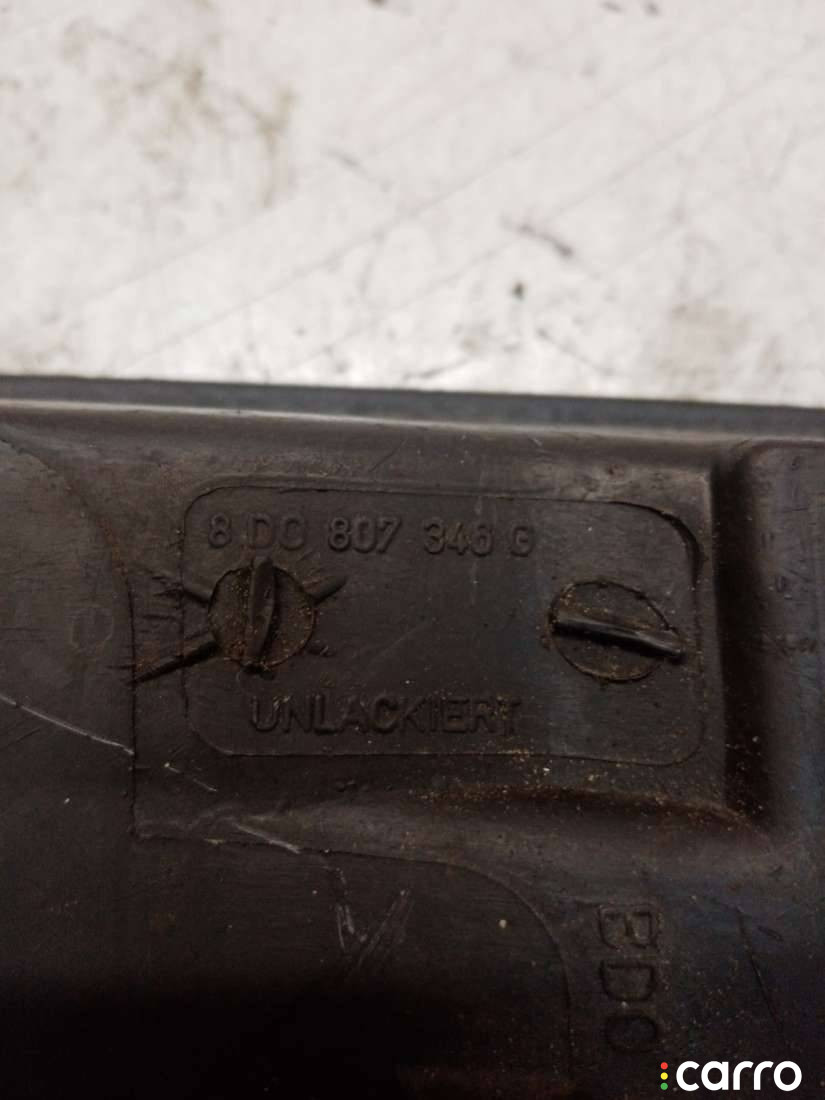 8 D0 807 346 G
UNLACKIERT
8D0
carro